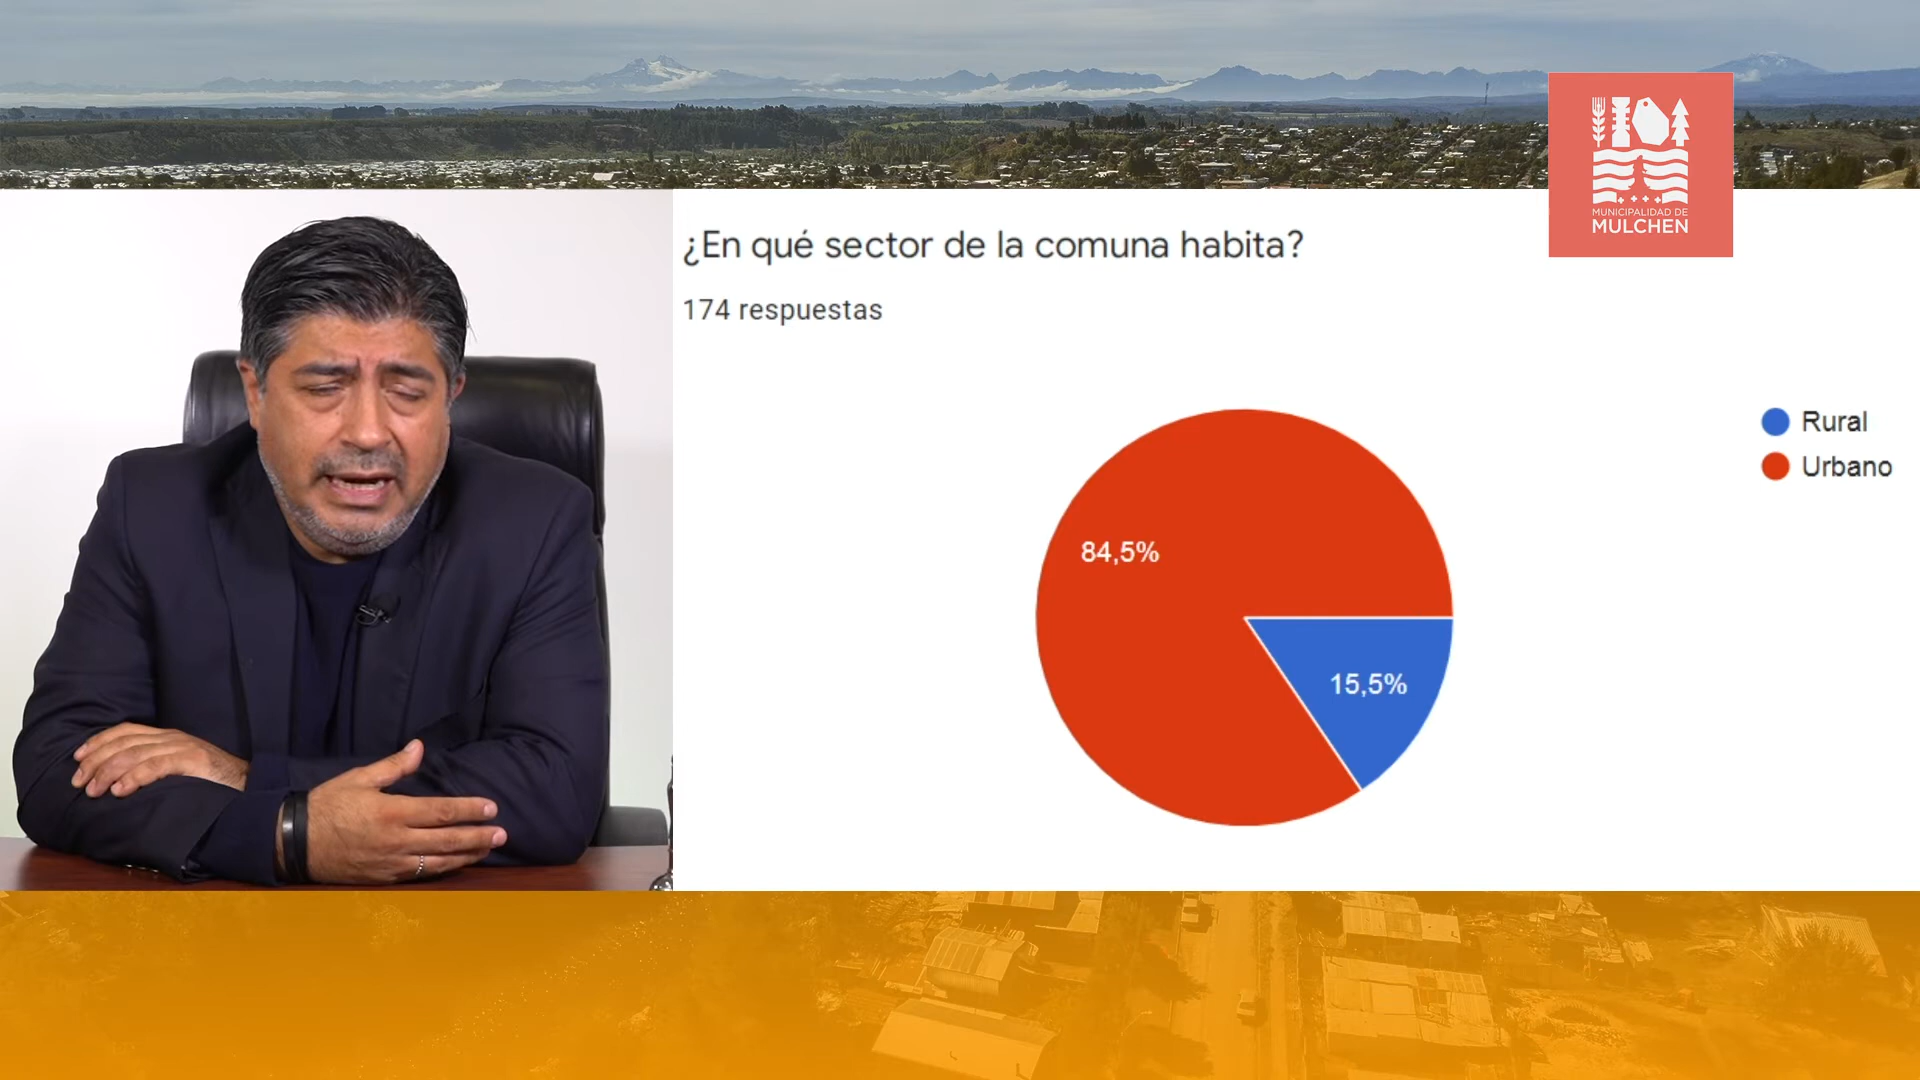 MUNICIPALIDAD DE
MULCHEN
¿En qué sector de la comuna habita?
174 respuestas
Rural
Urbano
84,5%
15,5%